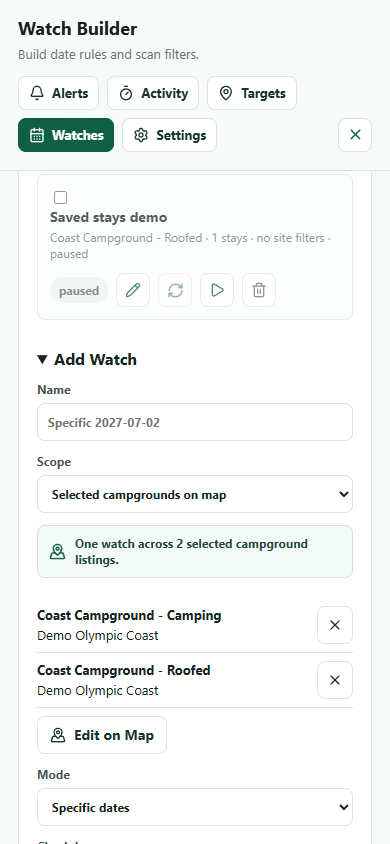 Watch Builder
Build date rules and scan filters.
Alerts
Activity
Targets
Watches
Settings
Saved stays demo
Coast Campground - Roofed · 1 stays · no site filters ·
paused
paused
Add Watch
Name
Specific 2027-07-02
Scope
Selected campgrounds on map
One watch across 2 selected campground
listings.
Coast Campground - Camping
Demo Olympic Coast
Coast Campground - Roofed
Demo Olympic Coast
Edit on Map
Mode
Specific dates